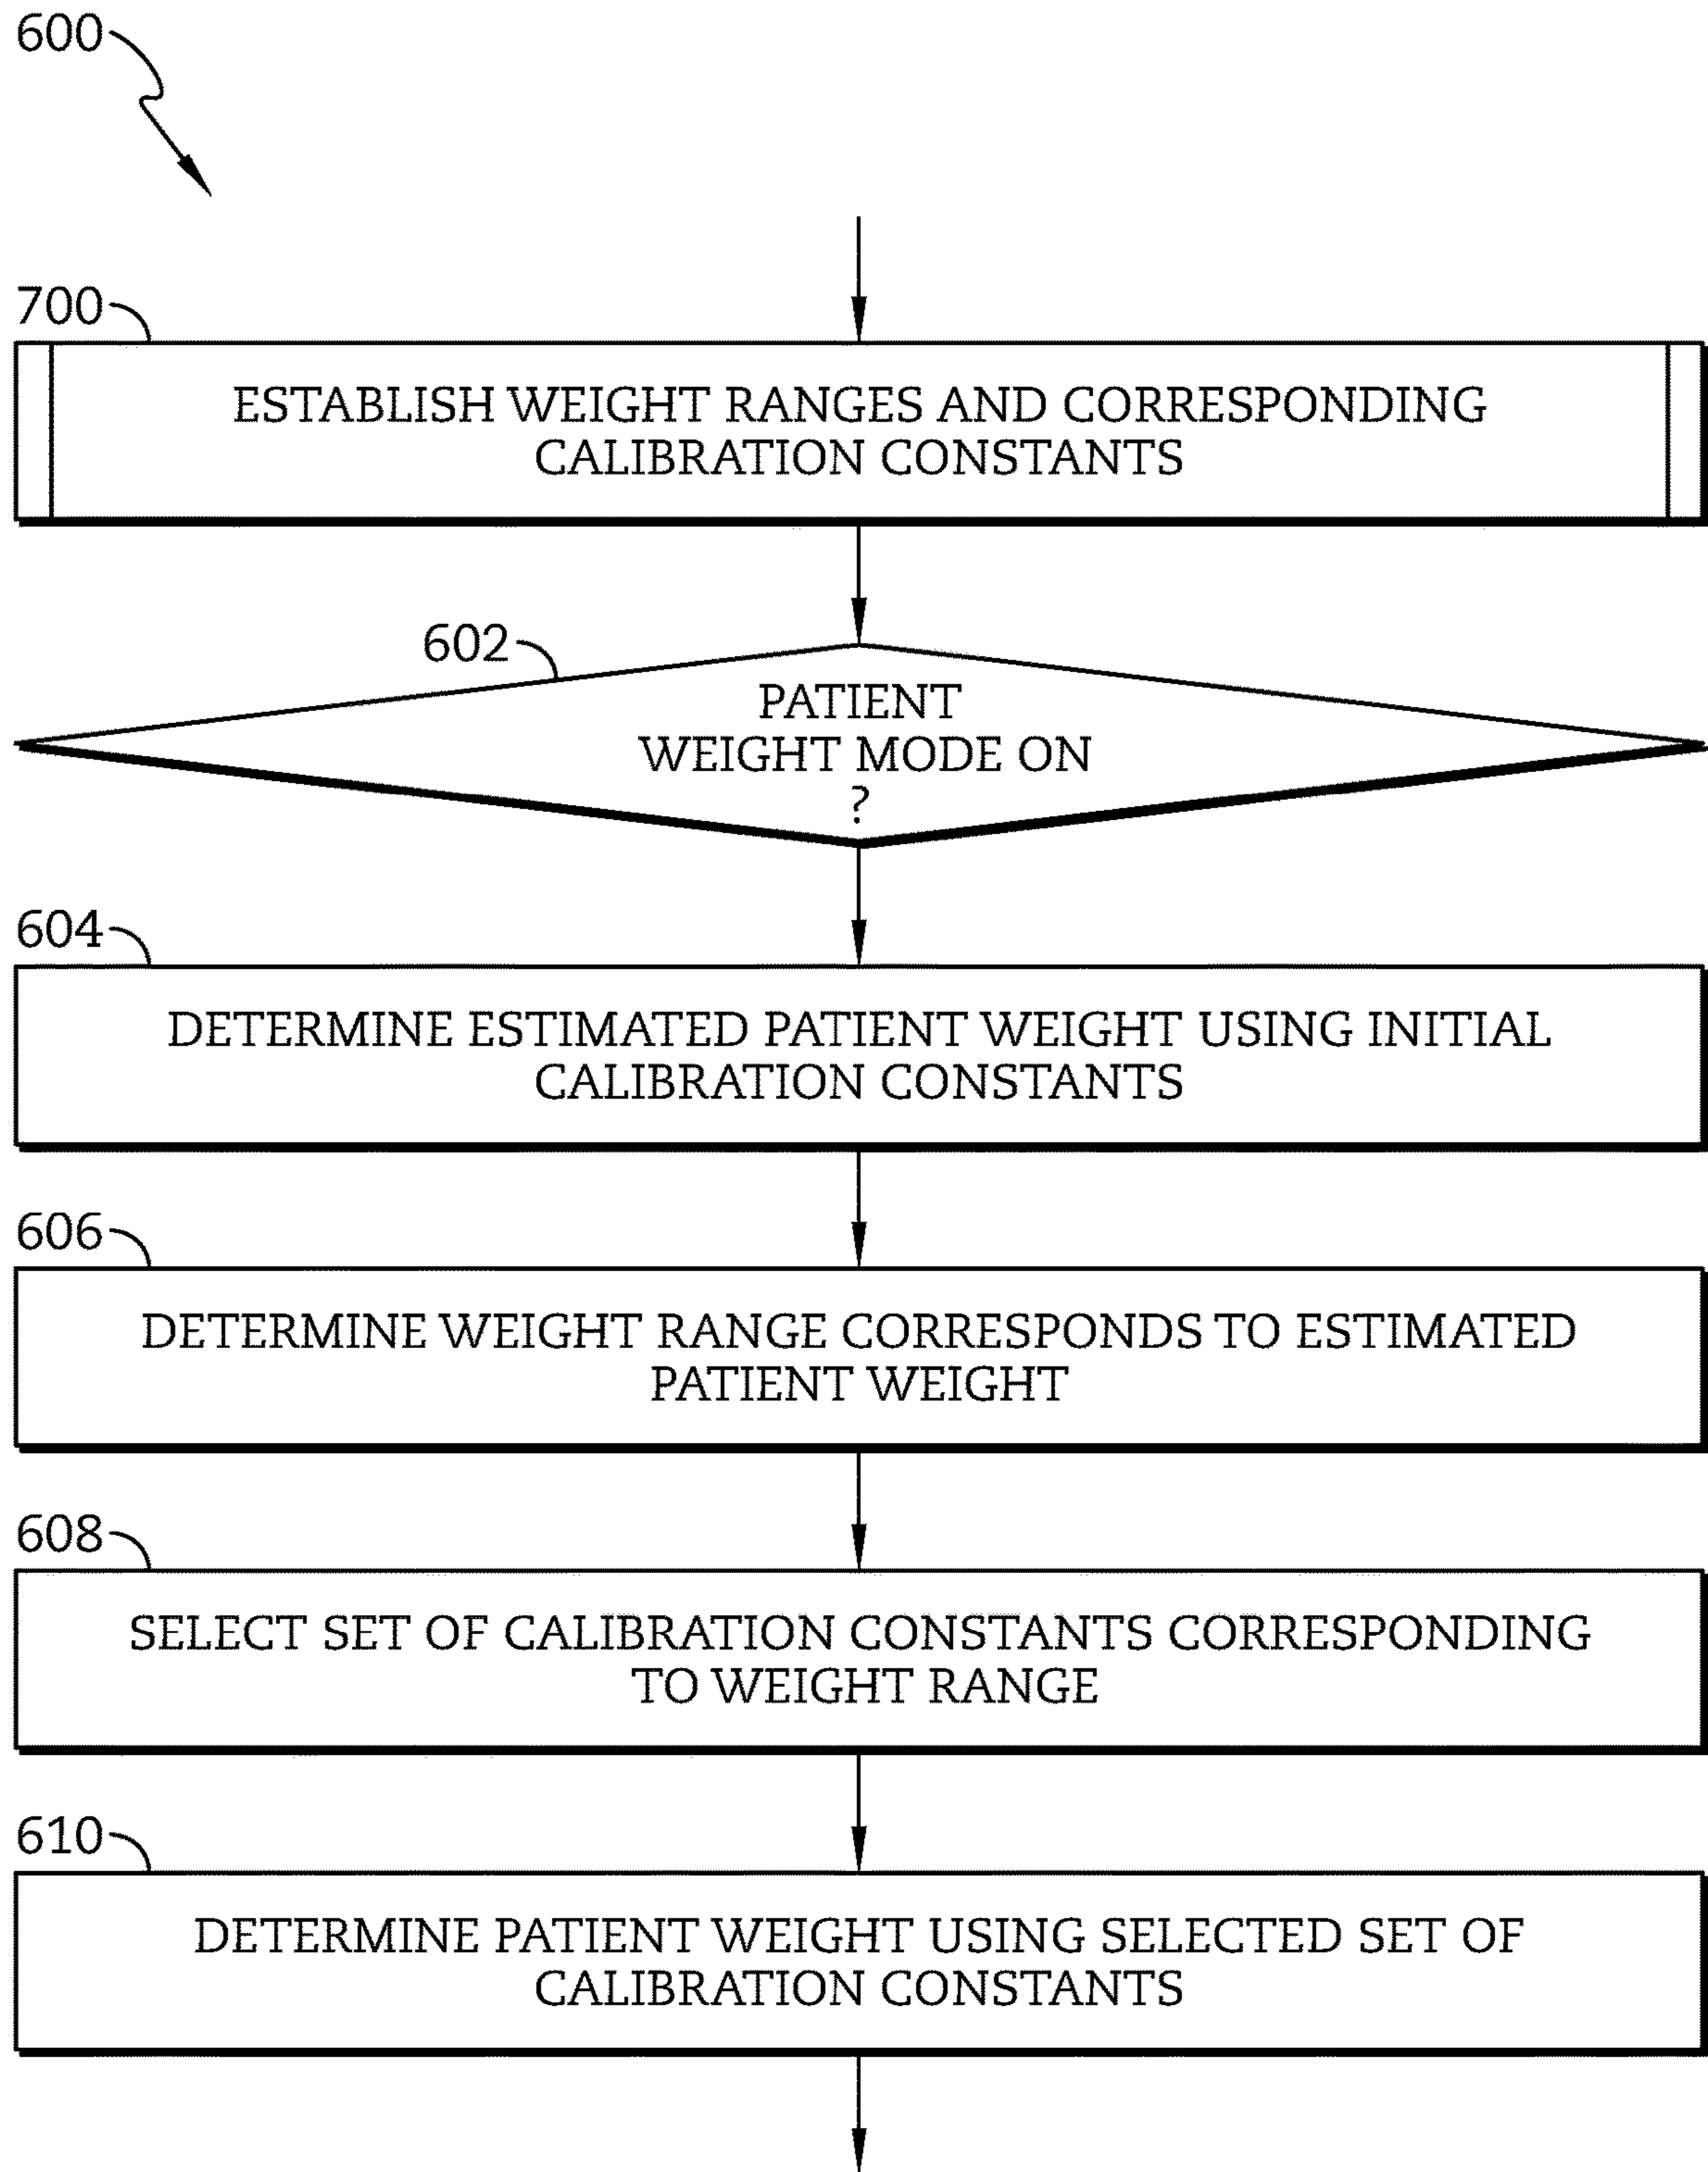 600
700
ESTABLISH WEIGHT RANGES AND CORRESPONDING
CALIBRATION CONSTANTS
602
PATIENT
WEIGHT MODE ON
?
604
DETERMINE ESTIMATED PATIENT WEIGHT USING INITIAL
CALIBRATION CONSTANTS
606
DETERMINE WEIGHT RANGE CORRESPONDS TO ESTIMATED
PATIENT WEIGHT
608
SELECT SET OF CALIBRATION CONSTANTS CORRESPONDING
TO WEIGHT RANGE
610
DETERMINE PATIENT WEIGHT USING SELECTED SET OF
CALIBRATION CONSTANTS